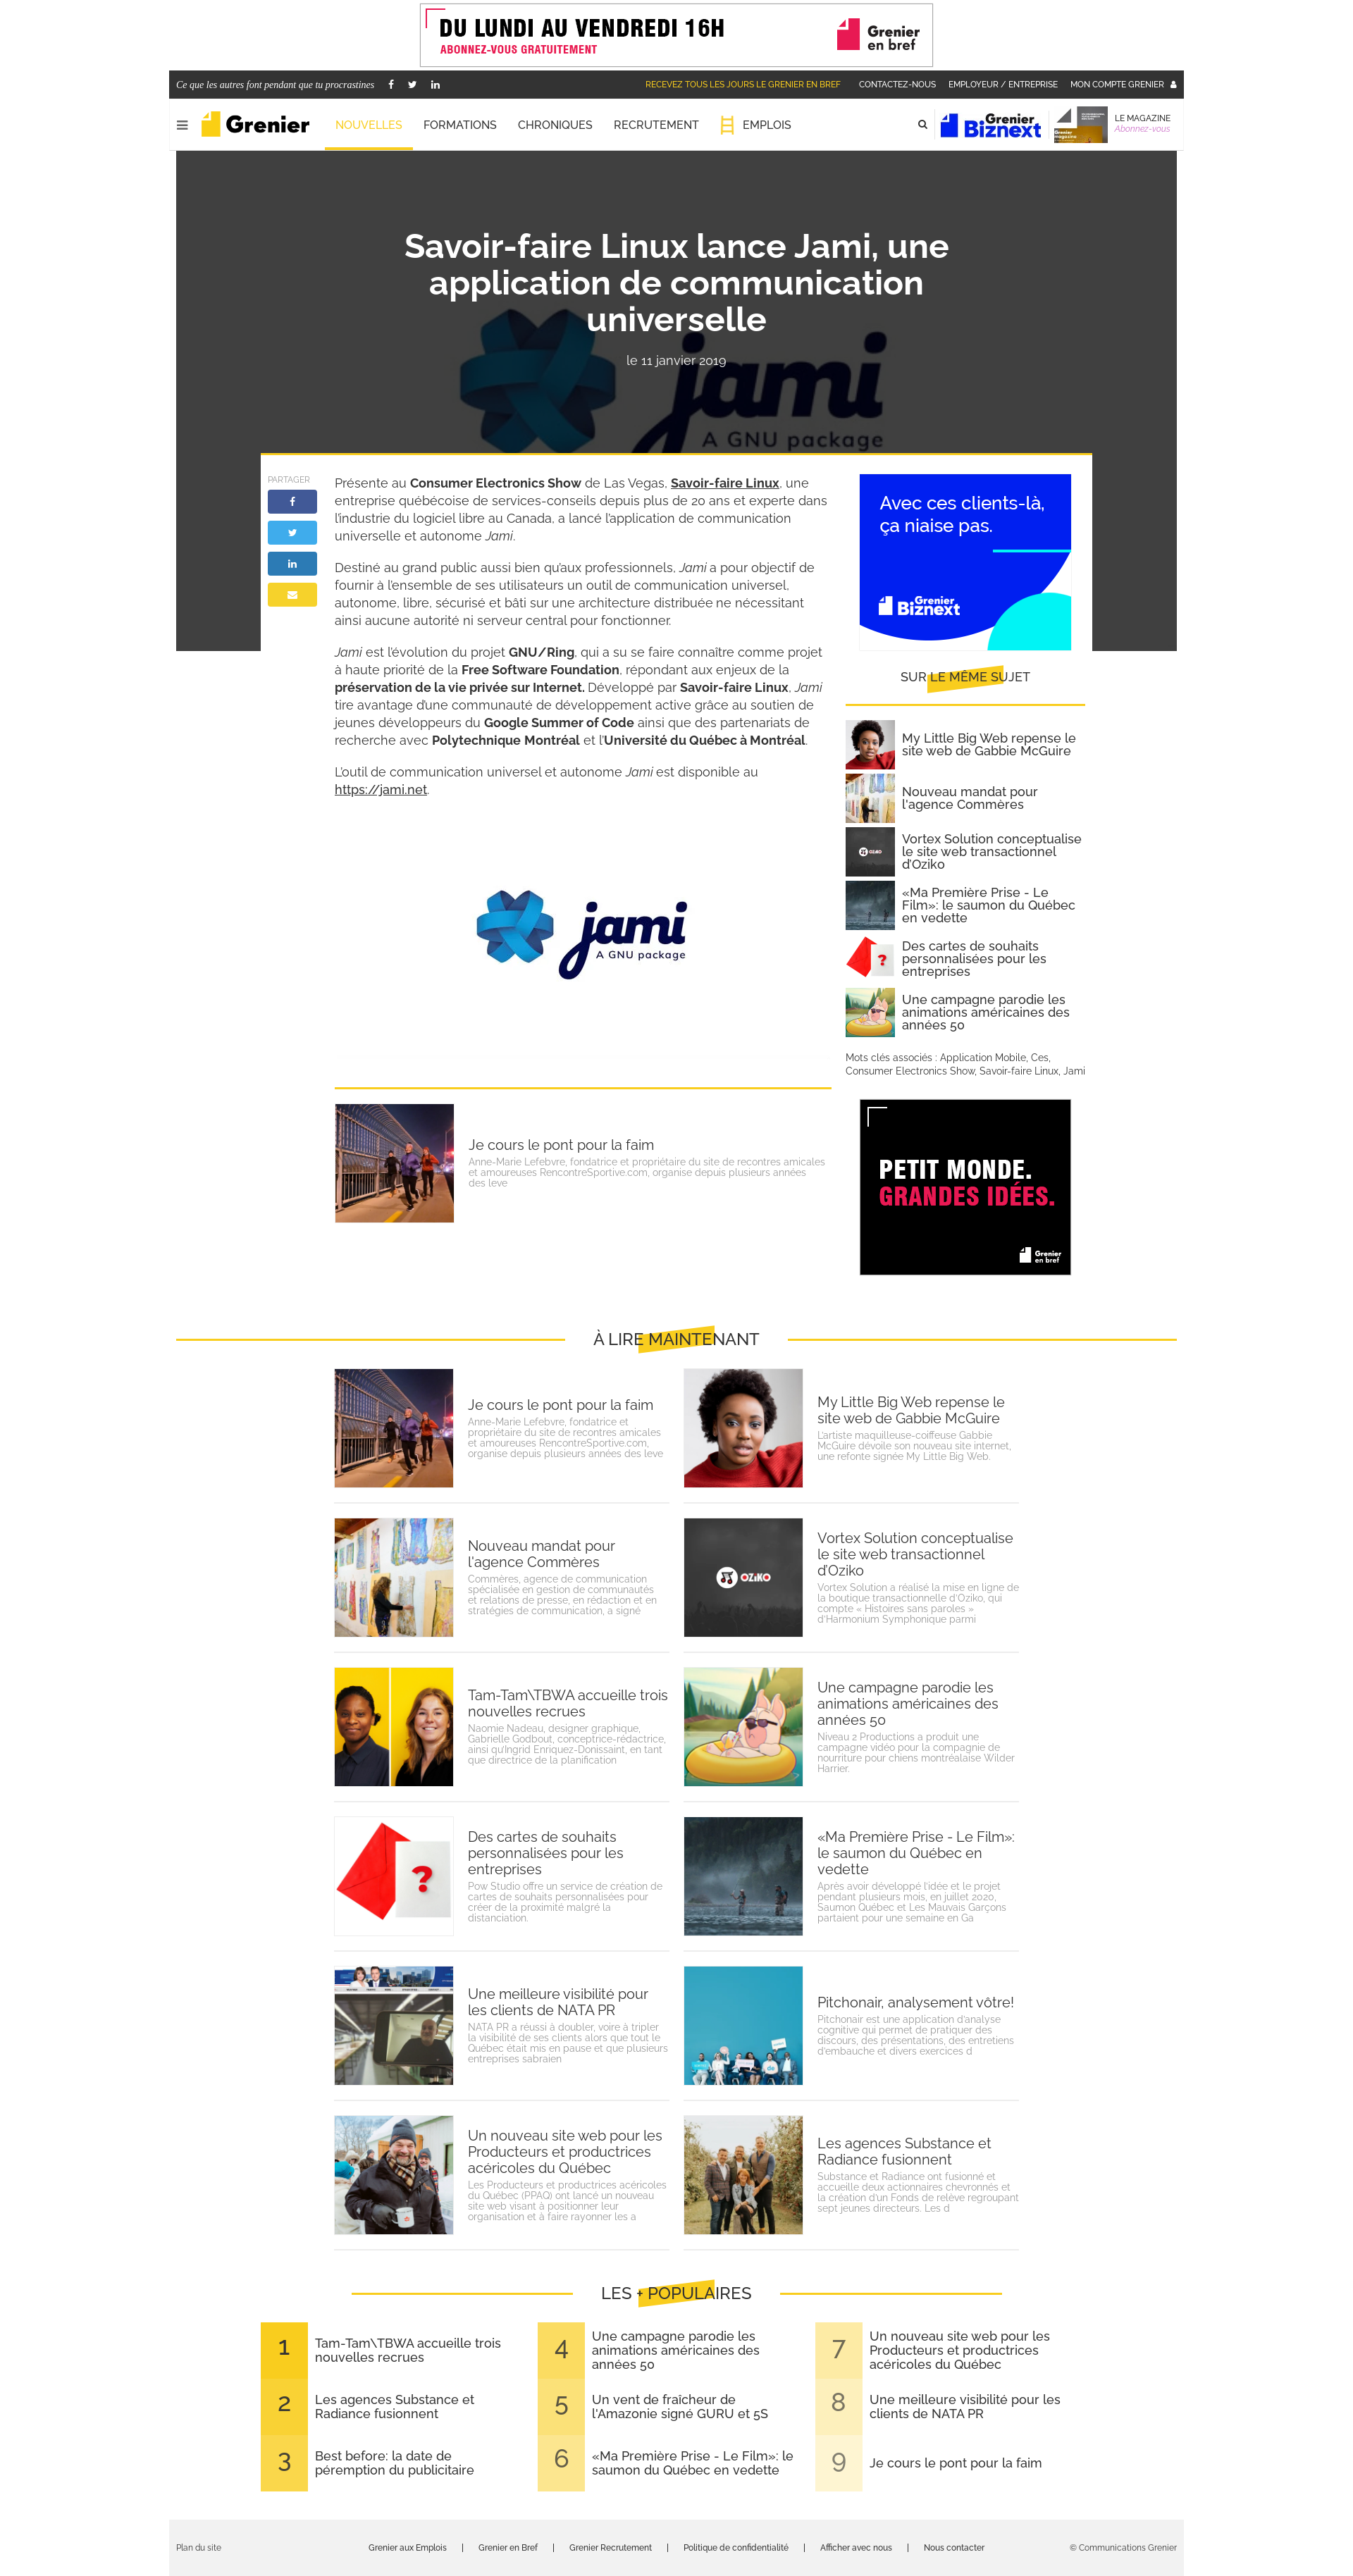 DU LUNDI AU VENDREDI 16H
ABONNEZ-VOUS GRATUITEMENT
Grenier
en bref
Ce que les autres font pendant que tu procrastines
RECEVEZ TOUS LES JOURS LE GRENIER EN BREF
CONTACTEZ-NOUS
EMPLOYEUR / ENTREPRISE
MON COMPTE GRENIER
Grenier
NOUVELLES
FORMATIONS
CHRONIQUES
RECRUTEMENT
EMPLOIS
Grenier
Biznext
LE MAGAZINE
Abonnez-vous
Savoir-faire Linux lance Jami, une
application de communication
universelle
le 11 janvier 2019
jami
A GNU package
PARTAGER
Présente au Consumer Electronics Show de Las Vegas, Savoir-faire Linux, une
entreprise québécoise de services-conseils depuis plus de 20 ans et experte dans
l'industrie du logiciel libre au Canada, a lancé l'application de communication
universelle et autonome Jami.
Destiné au grand public aussi bien qu'aux professionnels, Jami a pour objectif de
fournir à l'ensemble de ses utilisateurs un outil de communication universel,
autonome, libre, sécurisé et bâti sur une architecture distribuée ne nécessitant
ainsi aucune autorité ni serveur central pour fonctionner.
Jami est l'évolution du projet GNU/Ring, qui a su se faire connaître comme projet
à haute priorité de la Free Software Foundation, répondant aux enjeux de la
préservation de la vie privée sur Internet. Développé par Savoir-faire Linux, Jami
tire avantage d'une communauté de développement active grâce au soutien de
jeunes développeurs du Google Summer of Code ainsi que des partenariats de
recherche avec Polytechnique Montréal et l'Université du Québec à Montréal.
L'outil de communication universel et autonome Jami est disponible au
https://jami.net.
jami
A GNU package
Je cours le pont pour la faim
Anne-Marie Lefebvre, fondatrice et propriétaire du site de recontres amicales
et amoureuses RencontreSportive.com, organise depuis plusieurs années
des leve
Avec ces clients-là,
ça niaise pas.
Grenier
Biznext
SUR LE MÊME SUJET
My Little Big Web repense le
site web de Gabbie McGuire
Nouveau mandat pour
l'agence Commères
Vortex Solution conceptualise
le site web transactionnel
d'Oziko
«Ma Première Prise - Le
Film»: le saumon du Québec
en vedette
Des cartes de souhaits
personnalisées pour les
entreprises
Une campagne parodie les
animations américaines des
années 50
Mots clés associés : Application Mobile, Ces,
Consumer Electronics Show, Savoir-faire Linux, Jami
PETIT MONDE.
GRANDES IDÉES.
Grenier
en bref
À LIRE MAINTENANT
Je cours le pont pour la faim
Anne-Marie Lefebvre, fondatrice et
propriétaire du site de recontres amicales
et amoureuses RencontreSportive.com,
organise depuis plusieurs années des leve
My Little Big Web repense le
site web de Gabbie McGuire
L'artiste maquilleuse-coiffeuse Gabbie
McGuire dévoile son nouveau site internet,
une refonte signée My Little Big Web.
Nouveau mandat pour
l'agence Commères
Commères, agence de communication
spécialisée en gestion de communautés
et relations de presse, en rédaction et en
stratégies de communication, a signé
OZIKO
Vortex Solution conceptualise
le site web transactionnel
d'Oziko
Vortex Solution a réalisé la mise en ligne de
la boutique transactionnelle d'Oziko, qui
compte « Histoires sans paroles »
d'Harmonium Symphonique parmi
Tam-Tam\TBWA accueille trois
nouvelles recrues
Naomie Nadeau, designer graphique,
Gabrielle Godbout, conceptrice-rédactrice,
ainsi qu'Ingrid Enriquez-Donissaint, en tant
que directrice de la planification
Une campagne parodie les
animations américaines des
années 50
Niveau 2 Productions a produit une
campagne vidéo pour la compagnie de
nourriture pour chiens montréalaise Wilder
Harrier.
?
Des cartes de souhaits
personnalisées pour les
entreprises
Pow Studio offre un service de création de
cartes de souhaits personnalisées pour
créer de la proximité malgré la
distanciation.
«Ma Première Prise - Le Film»:
le saumon du Québec en
vedette
Après avoir développé l'idée et le projet
pendant plusieurs mois, en juillet 2020,
Saumon Québec et Les Mauvais Garçons
partaient pour une semaine en Ga
Une meilleure visibilité pour
les clients de NATA PR
NATA PR a réussi à doubler, voire à tripler
la visibilité de ses clients alors que tout le
Québec était mis en pause et que plusieurs
entreprises sabraien
Pitchonair, analysement vôtre!
Pitchonair est une application d'analyse
cognitive qui permet de pratiquer des
discours, des présentations, des entretiens
d'embauche et divers exercices d
Un nouveau site web pour les
Producteurs et productrices
acéricoles du Québec
Les Producteurs et productrices acéricoles
du Québec (PPAQ) ont lancé un nouveau
site web visant à positionner leur
organisation et à faire rayonner les a
Les agences Substance et
Radiance fusionnent
Substance et Radiance ont fusionné et
accueille deux actionnaires chevronnés et
la création d'un Fonds de relève regroupant
sept jeunes directeurs. Les d
LES + POPULAIRES
1
Tam-Tam\TBWA accueille trois
nouvelles recrues
2
Les agences Substance et
Radiance fusionnent
3
Best before: la date de
péremption du publicitaire
4
Une campagne parodie les
animations américaines des
années 50
5
Un vent de fraîcheur de
l'Amazonie signé GURU et 5S
6
«Ma Première Prise - Le Film»: le
saumon du Québec en vedette
7
Un nouveau site web pour les
Producteurs et productrices
acéricoles du Québec
8
Une meilleure visibilité pour les
clients de NATA PR
9
Je cours le pont pour la faim
Plan du site
Grenier aux Emplois | Grenier en Bref | Grenier Recrutement | Politique de confidentialité | Afficher avec nous | Nous contacter
© Communications Grenier